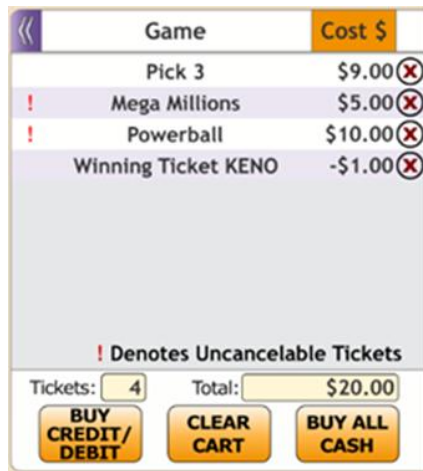 Game Cost $
Pick 3 $9.00
! Mega Millions $5.00
! Powerball $10.00
Winning Ticket KENO -$1.00
! Denotes Uncancelable Tickets
Tickets: 4 Total: $20.00
BUY CREDIT/ DEBIT
CLEAR CART
BUY ALL CASH